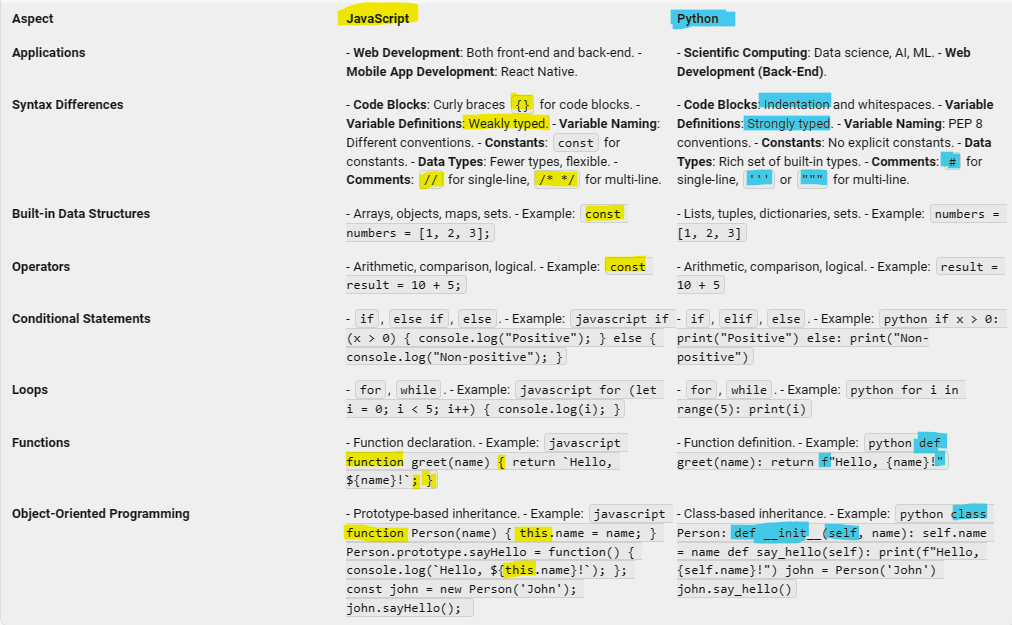 Aspect JavaScript Python
Applications - Web Development: Both front-end and back-end. - - Scientific Computing: Data science, AI, ML. - Web
Mobile App Development: React Native. Development (Back-End).
Syntax Differences - Code Blocks: Curly braces {} for code blocks. - - Code Blocks: Indentation and whitespaces. - Variable
Variable Definitions: Weakly typed. - Variable Naming: Definitions: Strongly typed. - Variable Naming: PEP 8
Different conventions. - Constants: const for conventions. - Constants: No explicit constants. - Data
constants. - Data Types: Fewer types, flexible. - Types: Rich set of built-in types. - Comments: # for
Comments: // for single-line, /* */ for multi-line. single-line, ''' or """ for multi-line.
Built-in Data Structures - Arrays, objects, maps, sets. - Example: const - Lists, tuples, dictionaries, sets. - Example: numbers =
numbers = [1, 2, 3]; [1, 2, 3]
Operators - Arithmetic, comparison, logical. - Example: const - Arithmetic, comparison, logical. - Example: result =
result = 10 + 5; 10 + 5
Conditional Statements - if, else if, else. - Example: javascript if - if, elif, else. - Example: python if x > 0:
(x > 0) { console.log("Positive"); } else { print("Positive") else: print("Non-
console.log("Non-positive"); } positive")
Loops - for, while. - Example: javascript for (let - for, while. - Example: python for i in
i = 0; i < 5; i++) { console.log(i); } range(5): print(i)
Functions - Function declaration. - Example: javascript - Function definition. - Example: python def
function greet(name) { return `Hello, greet(name): return f"Hello, {name}!"
${name}!`; }
Object-Oriented Programming - Prototype-based inheritance. - Example: javascript - Class-based inheritance. - Example: python class
function Person(name) { this.name = name; } Person: def __init__(self, name): self.name
Person.prototype.sayHello = function() { = name def say_hello(self): print(f"Hello,
console.log(`Hello, ${this.name}!`); }; {self.name}!") john = Person('John')
const john = new Person('John'); john.say_hello()
john.sayHello();